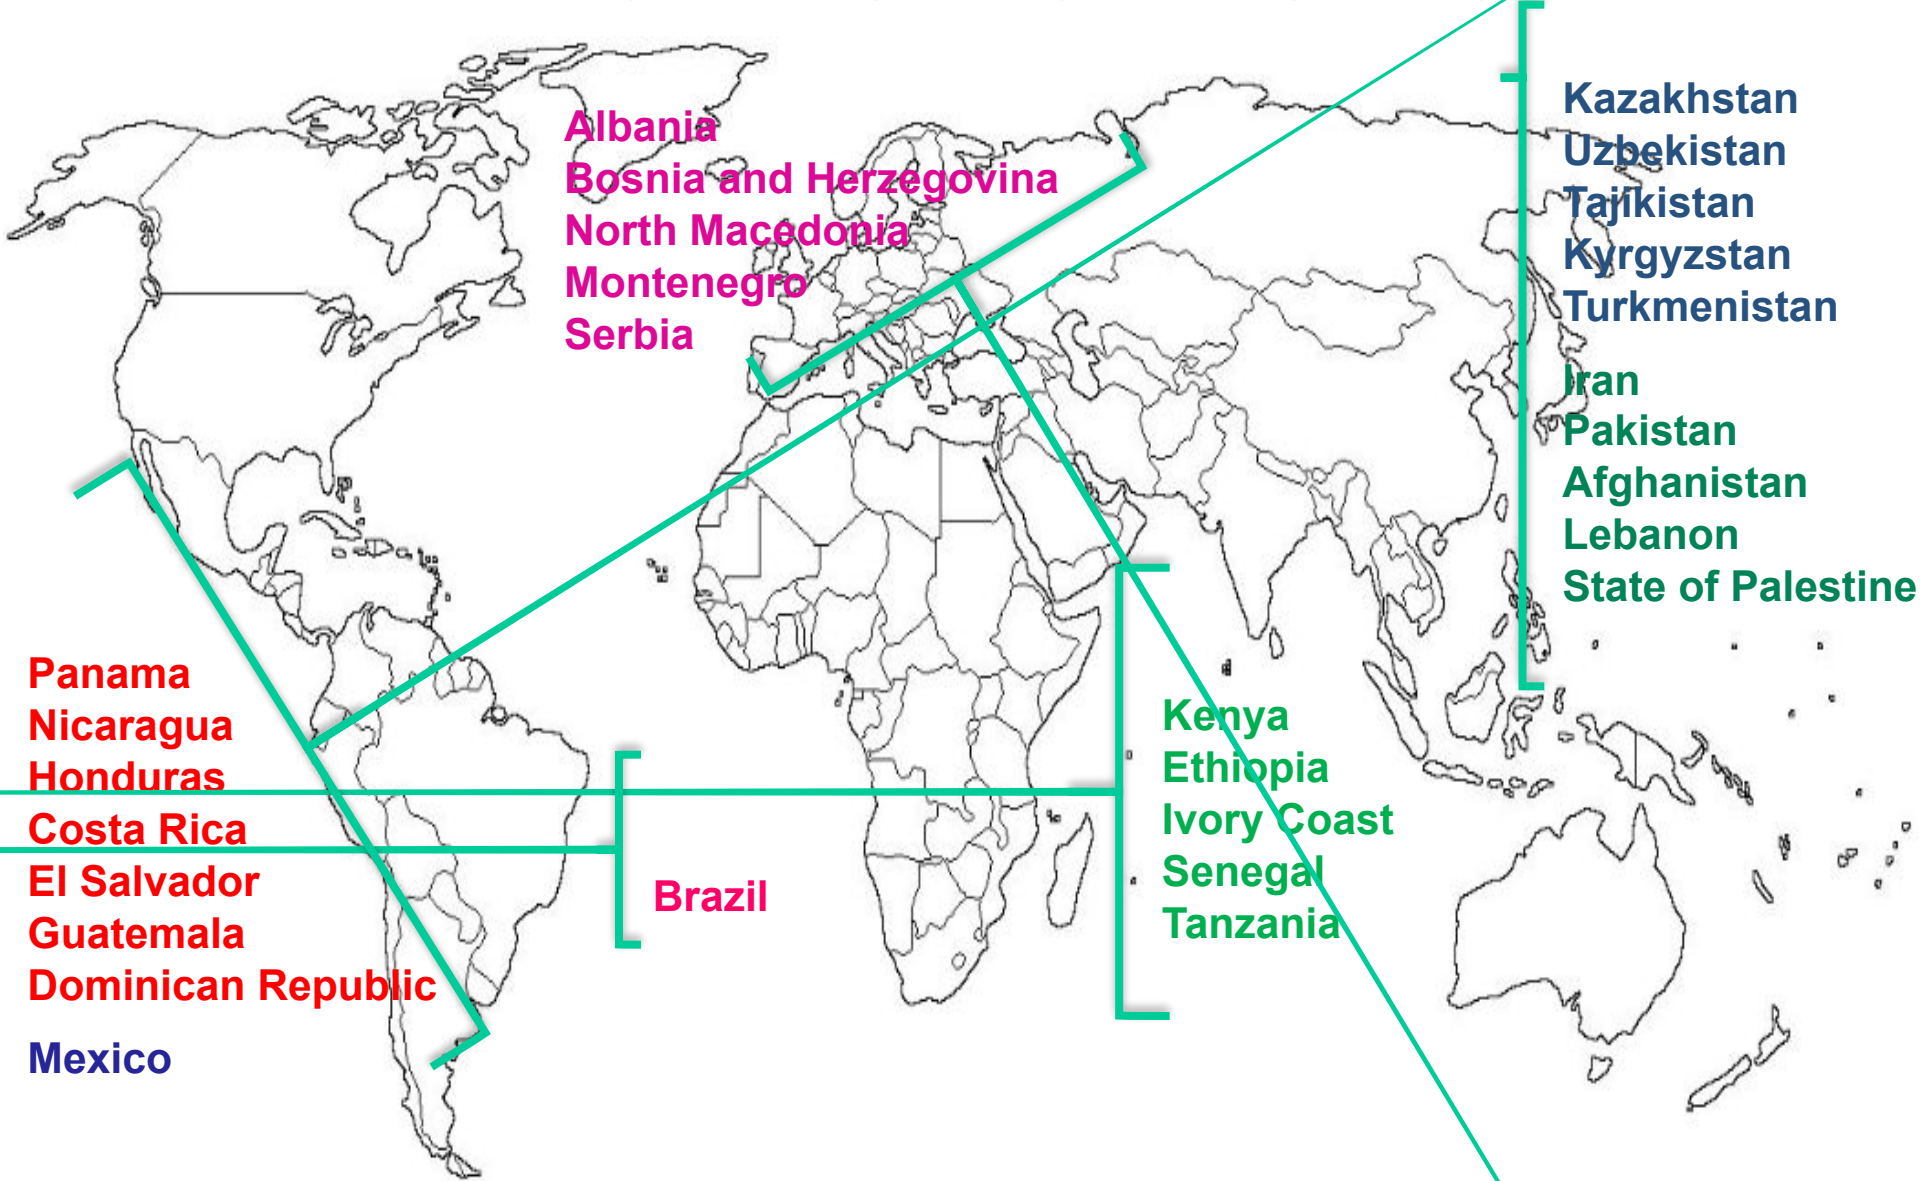 Albania
Bosnia and Herzegovina
North Macedonia
Montenegro
Serbia
Kazakhstan
Uzbekistan
Tajikistan
Kyrgyzstan
Turkmenistan
Iran
Pakistan
Afghanistan
Lebanon
State of Palestine
Panama
Nicaragua
Honduras
Costa Rica
El Salvador
Guatemala
Dominican Republic
Mexico
Brazil
Kenya
Ethiopia
Ivory Coast
Senegal
Tanzania